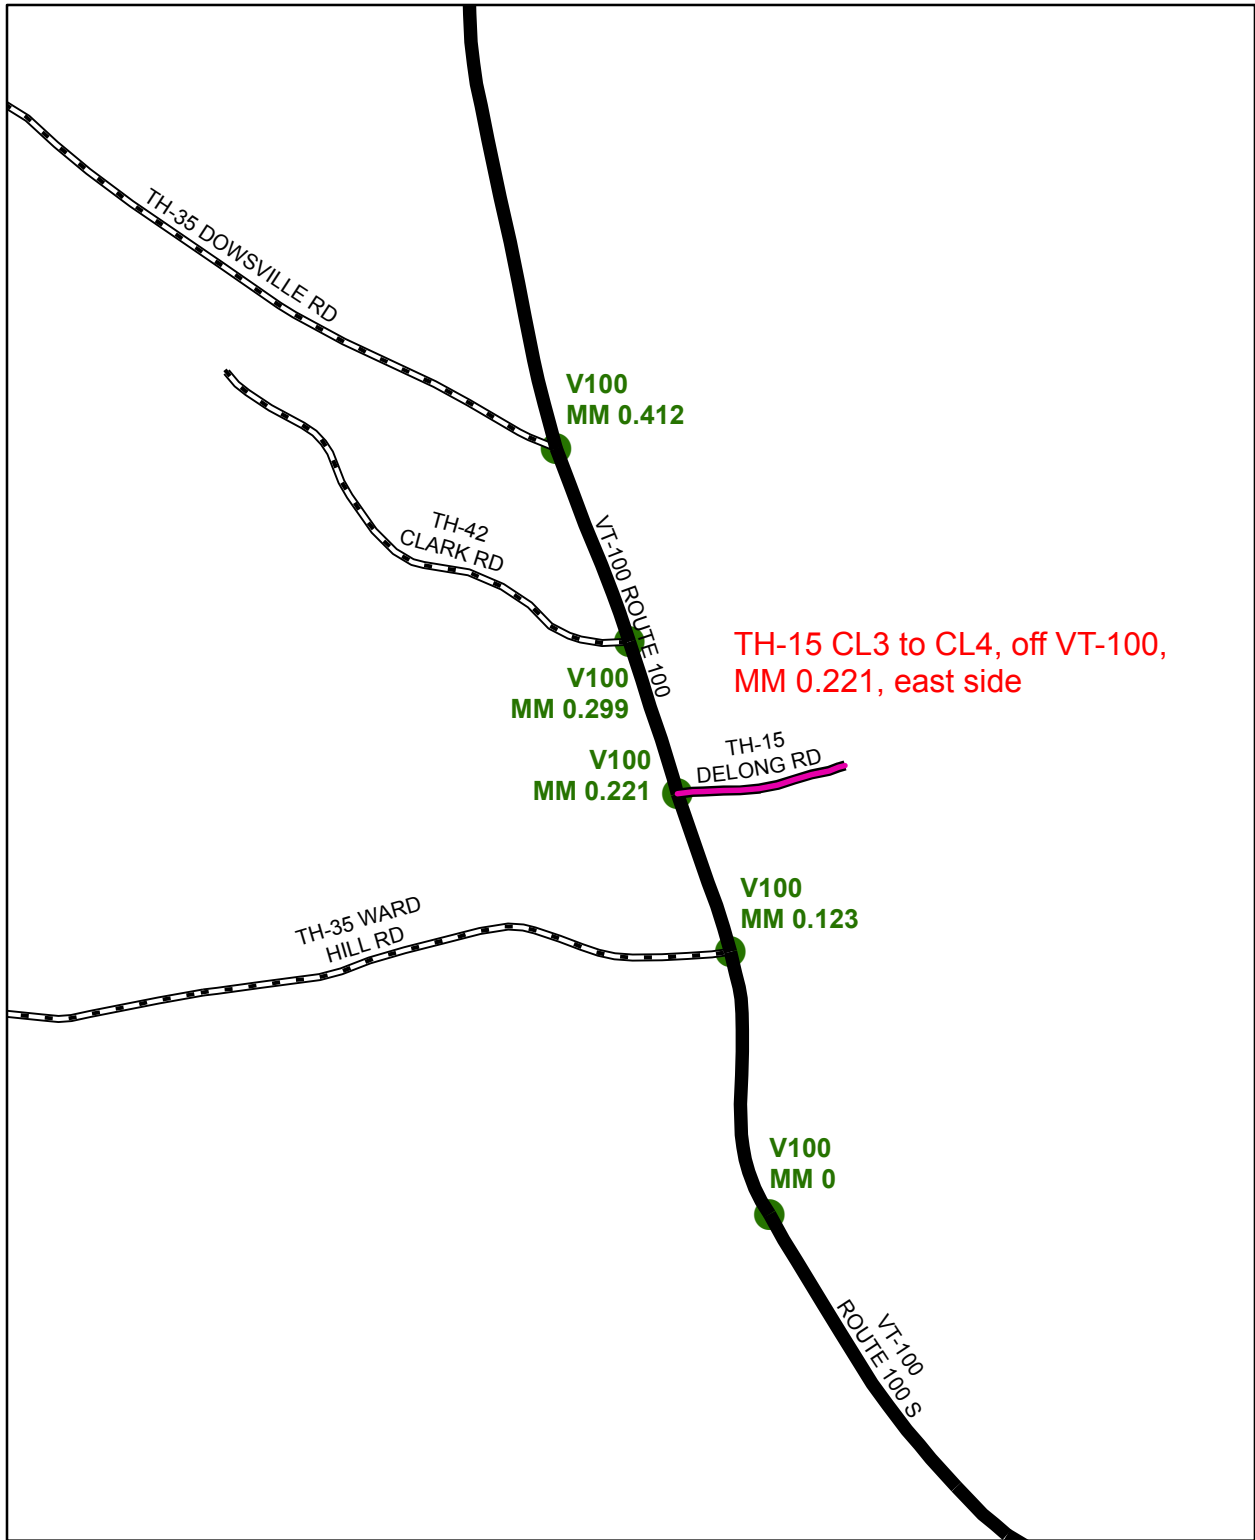 TH-35 DOWSVILLE RD
V100
MM 0.412
TH-42
CLARK RD
VT-100 ROUTE 100
TH-15 CL3 to CL4, off VT-100,
MM 0.221, east side
V100
MM 0.299
V100
MM 0.221
TH-15
DELONG RD
V100
MM 0.123
TH-35 WARD
HILL RD
V100
MM 0
VT-100
ROUTE 100 S